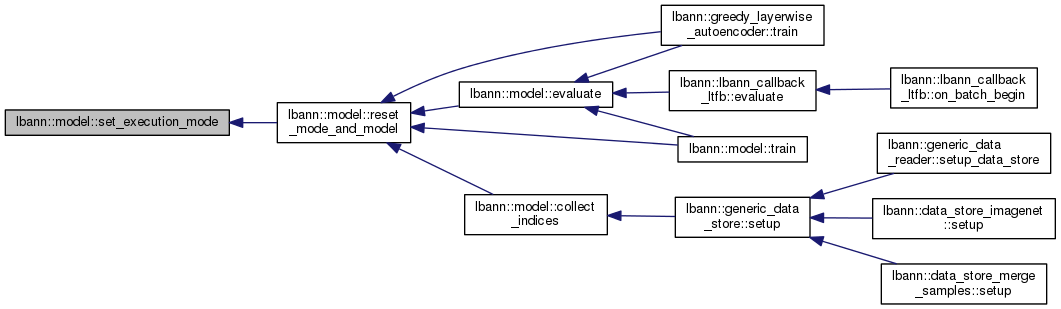 lbann::model::set_execution_mode
lbann::model::reset
_mode_and_model
lbann::greedy_layerwise
_autoencoder::train
lbann::model::evaluate
lbann::model::train
lbann::model::collect
_indices
lbann::lbann_callback
_ltfb::evaluate
lbann::lbann_callback
_ltfb::on_batch_begin
lbann::generic_data
_store::setup
lbann::generic_data
_reader::setup_data_store
lbann::data_store_imagenet
::setup
lbann::data_store_merge
_samples::setup